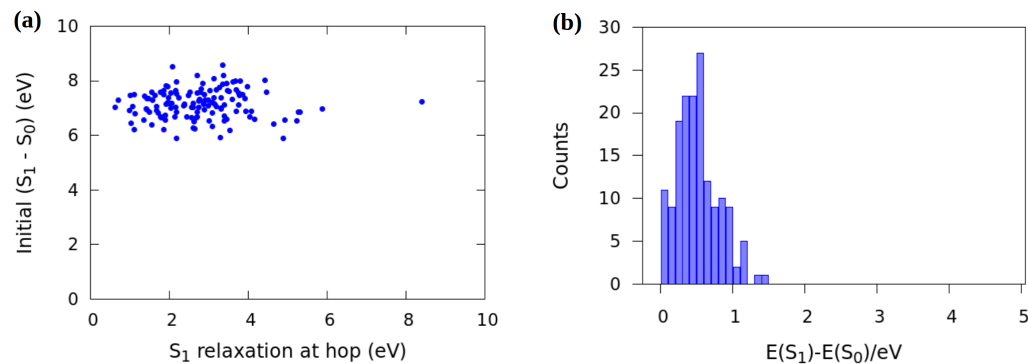 (a)
10
8
6
4
2
0
Initial (S₁ - S₀) (eV)
0 2 4 6 8 10
S₁ relaxation at hop (eV)
(b)
30
25
20
15
10
5
0
Counts
0 1 2 3 4 5
E(S₁)-E(S₀)/eV